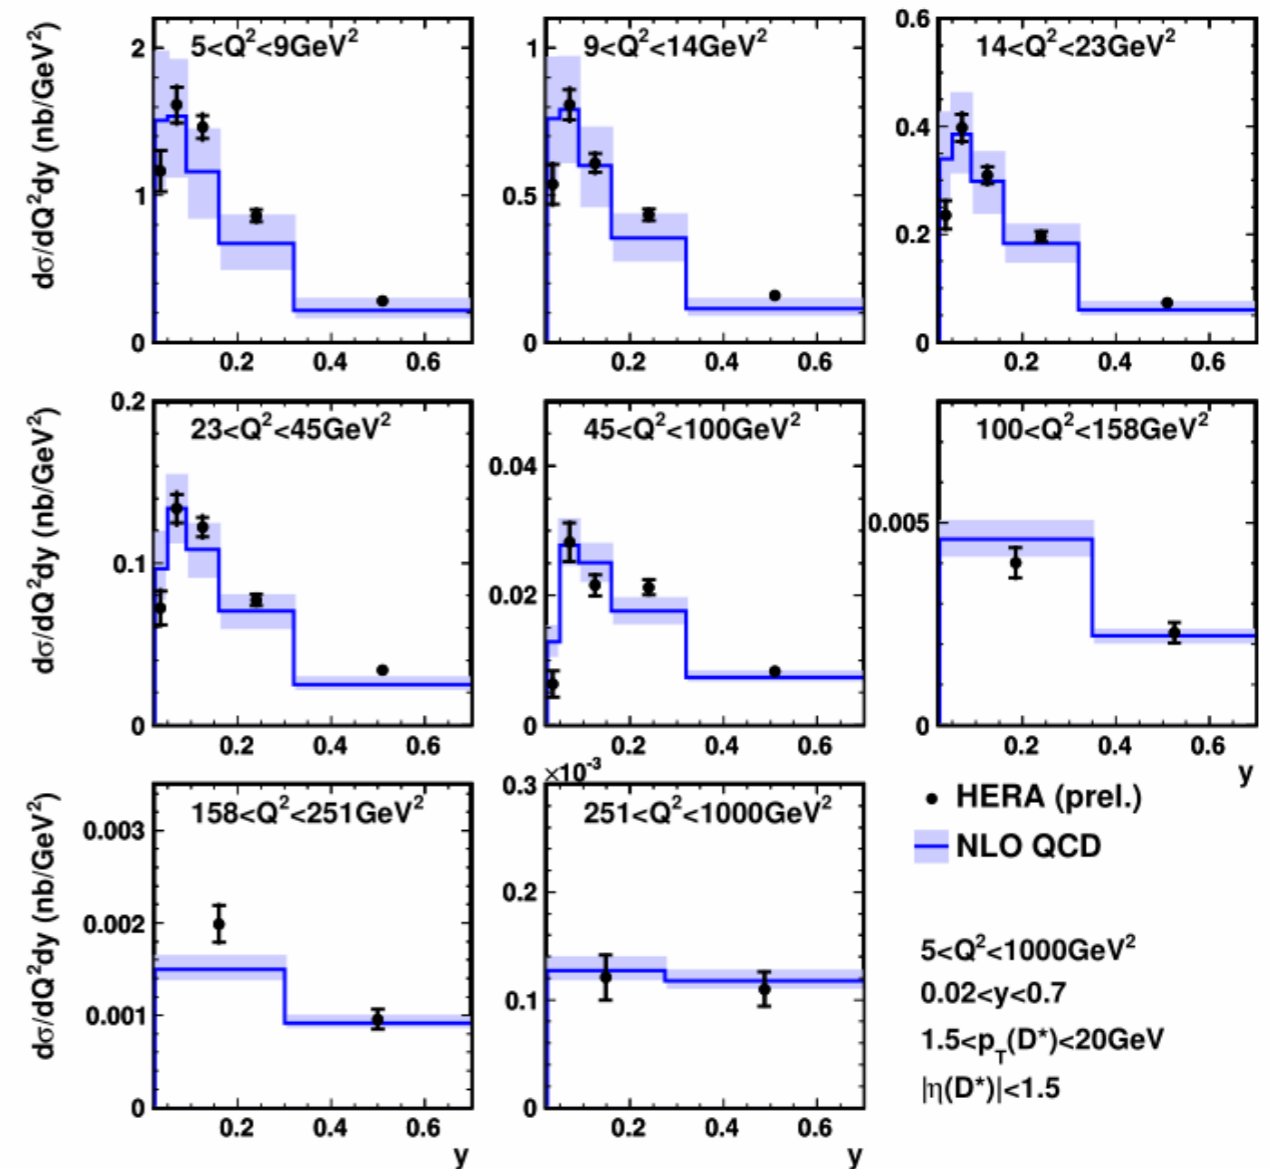 dσ/dQ²dy (nb/GeV²)
5<Q²<9GeV²
2
1
0
0.2 0.4 0.6
9<Q²<14GeV²
1
0.5
0
0.2 0.4 0.6
14<Q²<23GeV²
0.6
0.4
0.2
0
0.2 0.4 0.6
dσ/dQ²dy (nb/GeV²)
23<Q²<45GeV²
0.2
0.1
0
0.2 0.4 0.6
45<Q²<100GeV²
0.04
0.02
0
0.2 0.4 0.6
100<Q²<158GeV²
0.005
0
0.2 0.4 0.6
y
dσ/dQ²dy (nb/GeV²)
158<Q²<251GeV²
0.003
0.002
0.001
0
0.2 0.4 0.6
y
×10⁻³
251<Q²<1000GeV²
0.3
0.2
0.1
0
0.2 0.4 0.6
y
HERA (prel.)
NLO QCD
5<Q²<1000GeV²
0.02<y<0.7
1.5<p_T(D*)<20GeV
|η(D*)|<1.5